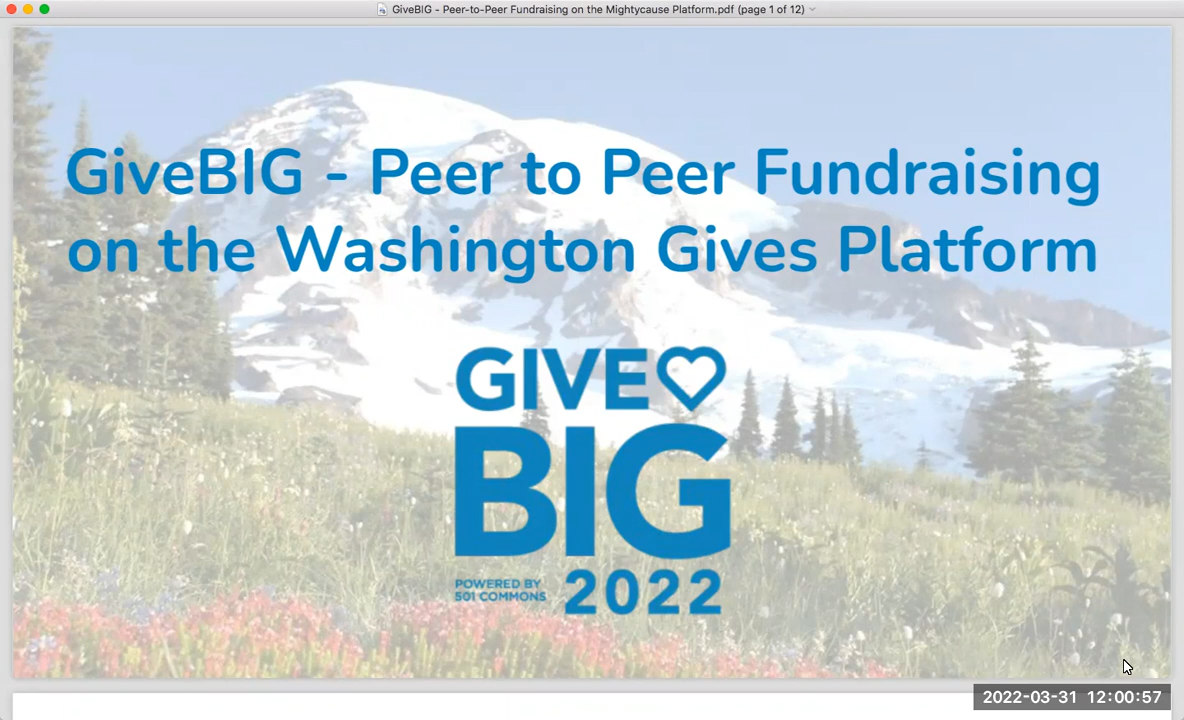 GiveBIG - Peer-to-Peer Fundraising on the Mightycause Platform.pdf (page 1 of 12)
GiveBIG - Peer to Peer Fundraising
on the Washington Gives Platform
GIVE
BIG
POWERED BY
501 COMMONS
2022
2022-03-31 12:00:57